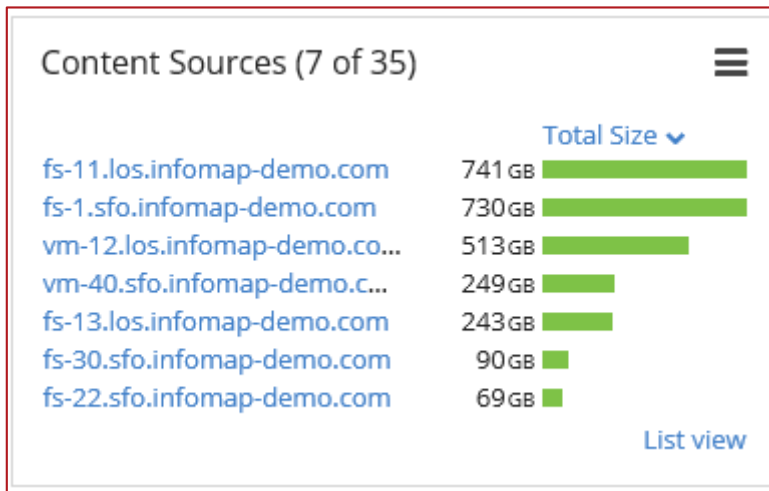 Content Sources (7 of 35)
Total Size
fs-11.los.infomap-demo.com 741 GB
fs-1.sfo.infomap-demo.com 730 GB
vm-12.los.infomap-demo.co... 513 GB
vm-40.sfo.infomap-demo.c... 249 GB
fs-13.los.infomap-demo.com 243 GB
fs-30.sfo.infomap-demo.com 90 GB
fs-22.sfo.infomap-demo.com 69 GB
List view